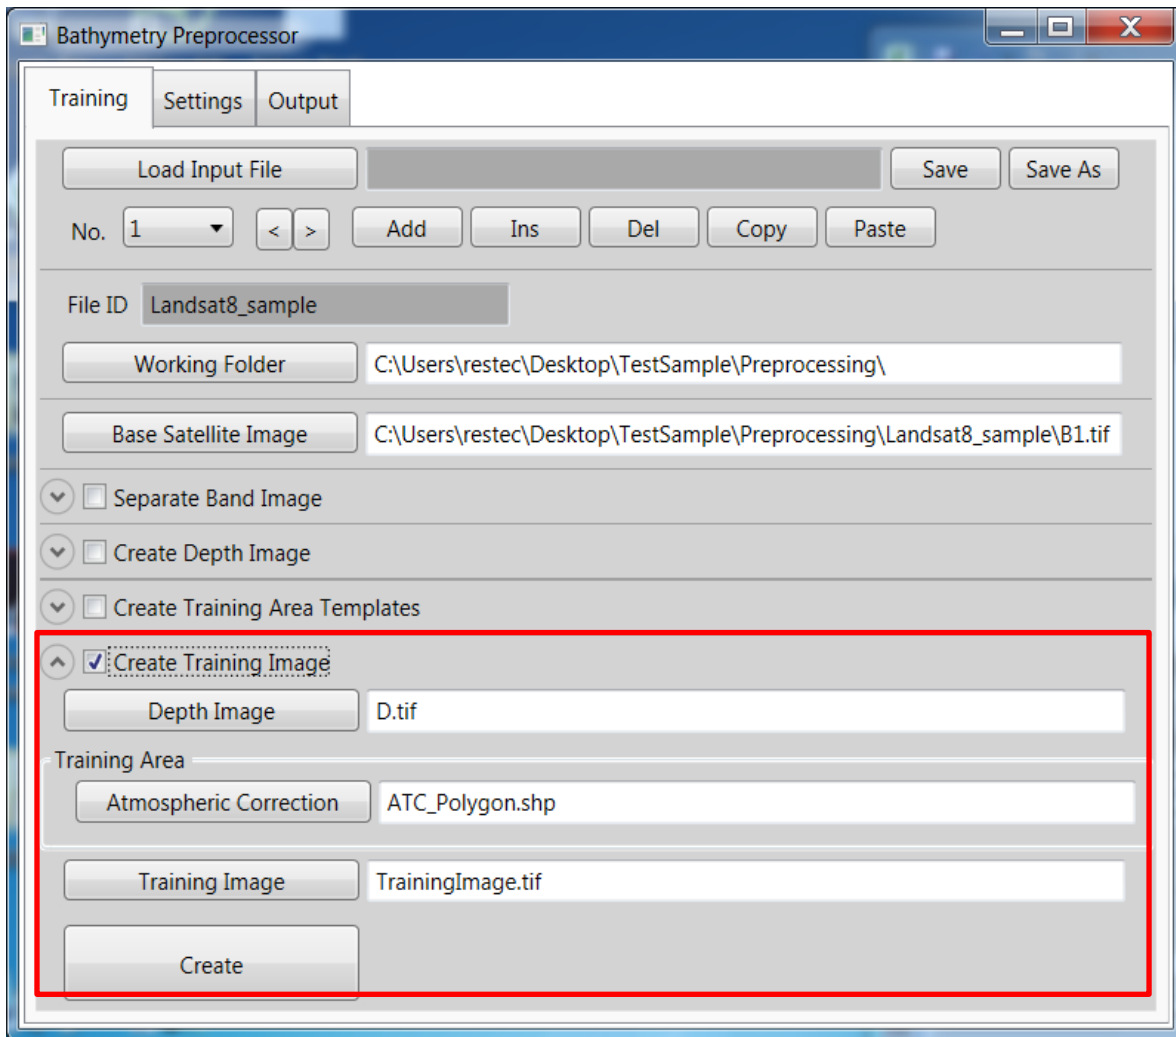 Bathymetry Preprocessor
Training Settings Output
Load Input File Save Save As
No. 1 < > Add Ins Del Copy Paste
File ID Landsat8_sample
Working Folder C:\Users\restec\Desktop\TestSample\Preprocessing\
Base Satellite Image C:\Users\restec\Desktop\TestSample\Preprocessing\Landsat8_sample\B1.tif
Separate Band Image
Create Depth Image
Create Training Area Templates
Create Training Image
Depth Image D.tif
Training Area
Atmospheric Correction ATC_Polygon.shp
Training Image TrainingImage.tif
Create